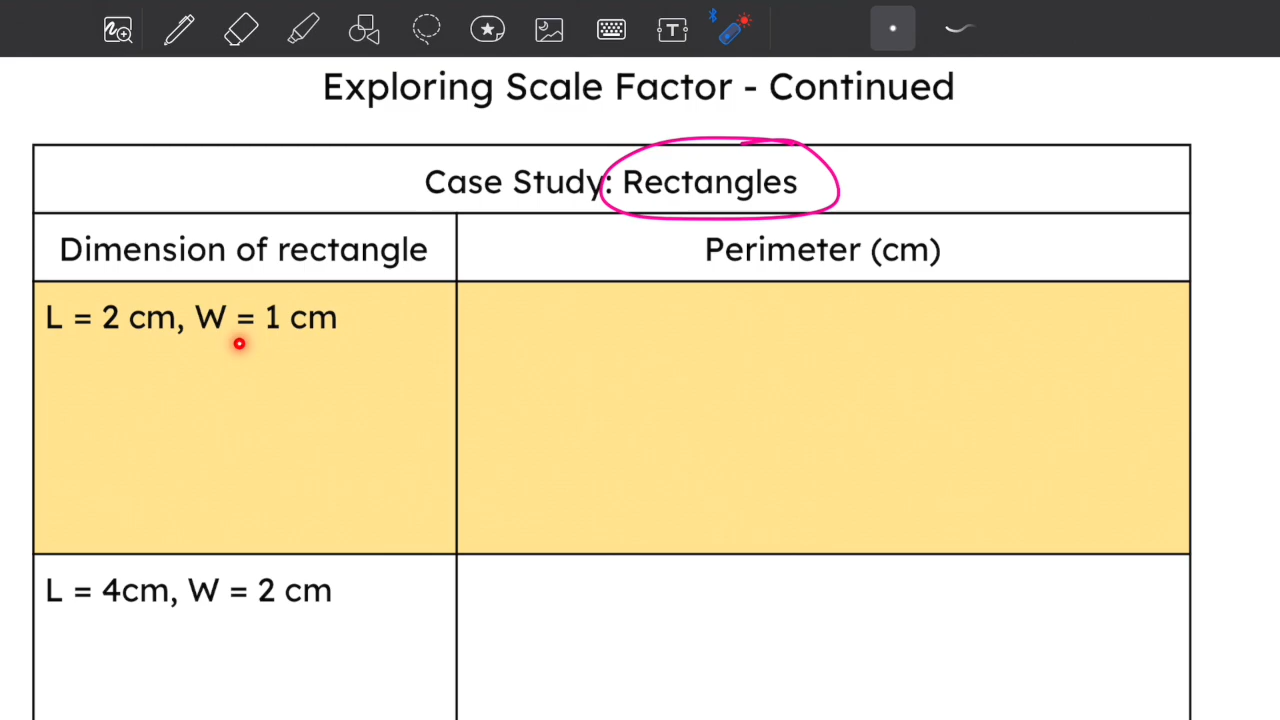 Exploring Scale Factor - Continued
Case Study: Rectangles
Dimension of rectangle
Perimeter (cm)
L = 2 cm, W = 1 cm
L = 4cm, W = 2 cm